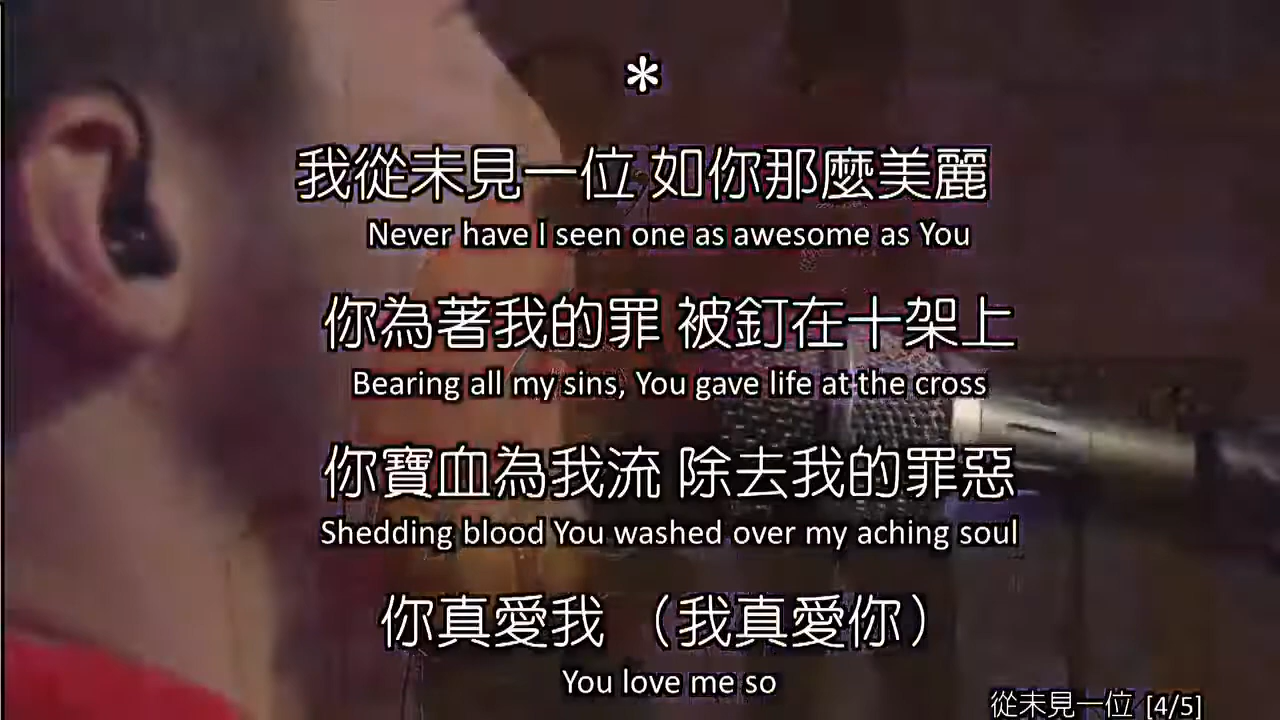 *
我從未見一位 如你那麼美麗
Never have I seen one as awesome as You
你為著我的罪 被釘在十架上
Bearing all my sins, You gave life at the cross
你寶血為我流 除去我的罪惡
Shedding blood You washed over my aching soul
你真愛我 （我真愛你）
You love me so
從未見一位 [4/5]